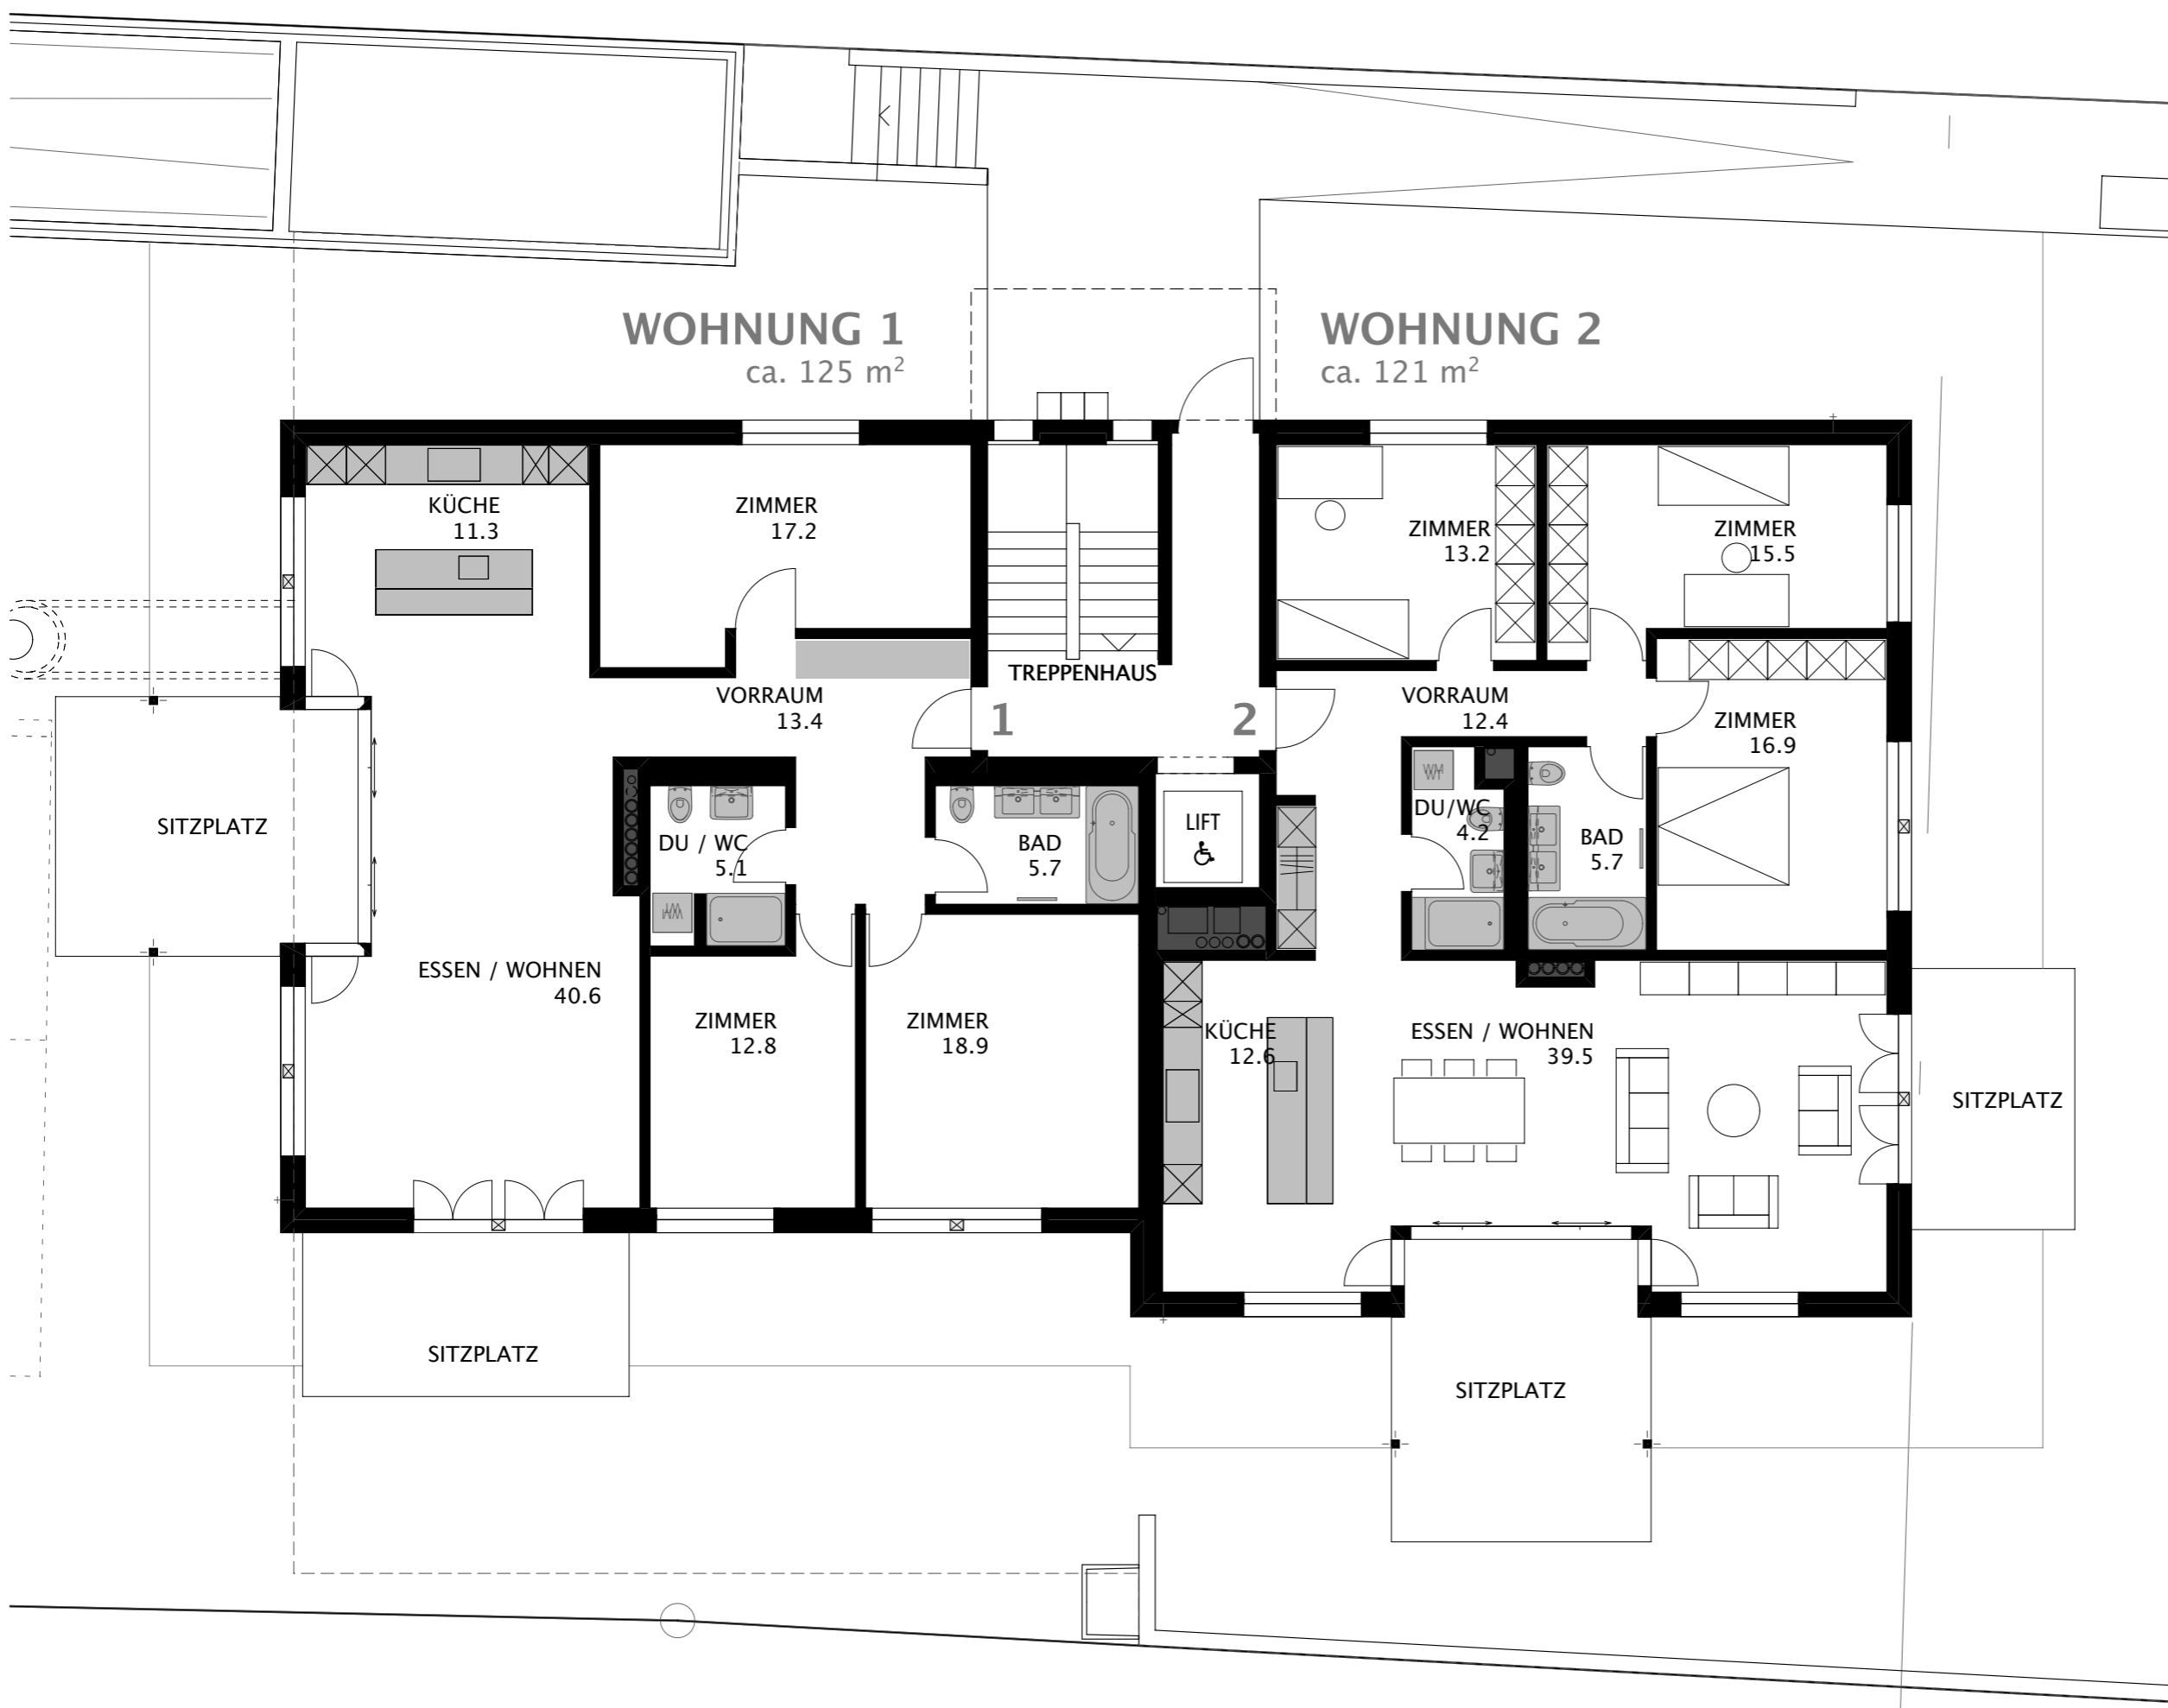 WOHNUNG 1
ca. 125 m²
WOHNUNG 2
ca. 121 m²
KÜCHE
11.3
ZIMMER
17.2
ZIMMER
13.2
ZIMMER
15.5
TREPPENHAUS
VORRAUM
13.4
1
2
VORRAUM
12.4
ZIMMER
16.9
SITZPLATZ
DU / WC
5.1
WM
BAD
5.7
LIFT
WM
DU/WC
4.2
BAD
5.7
ESSEN / WOHNEN
40.6
ZIMMER
12.8
ZIMMER
18.9
KÜCHE
12.6
ESSEN / WOHNEN
39.5
SITZPLATZ
SITZPLATZ
SITZPLATZ